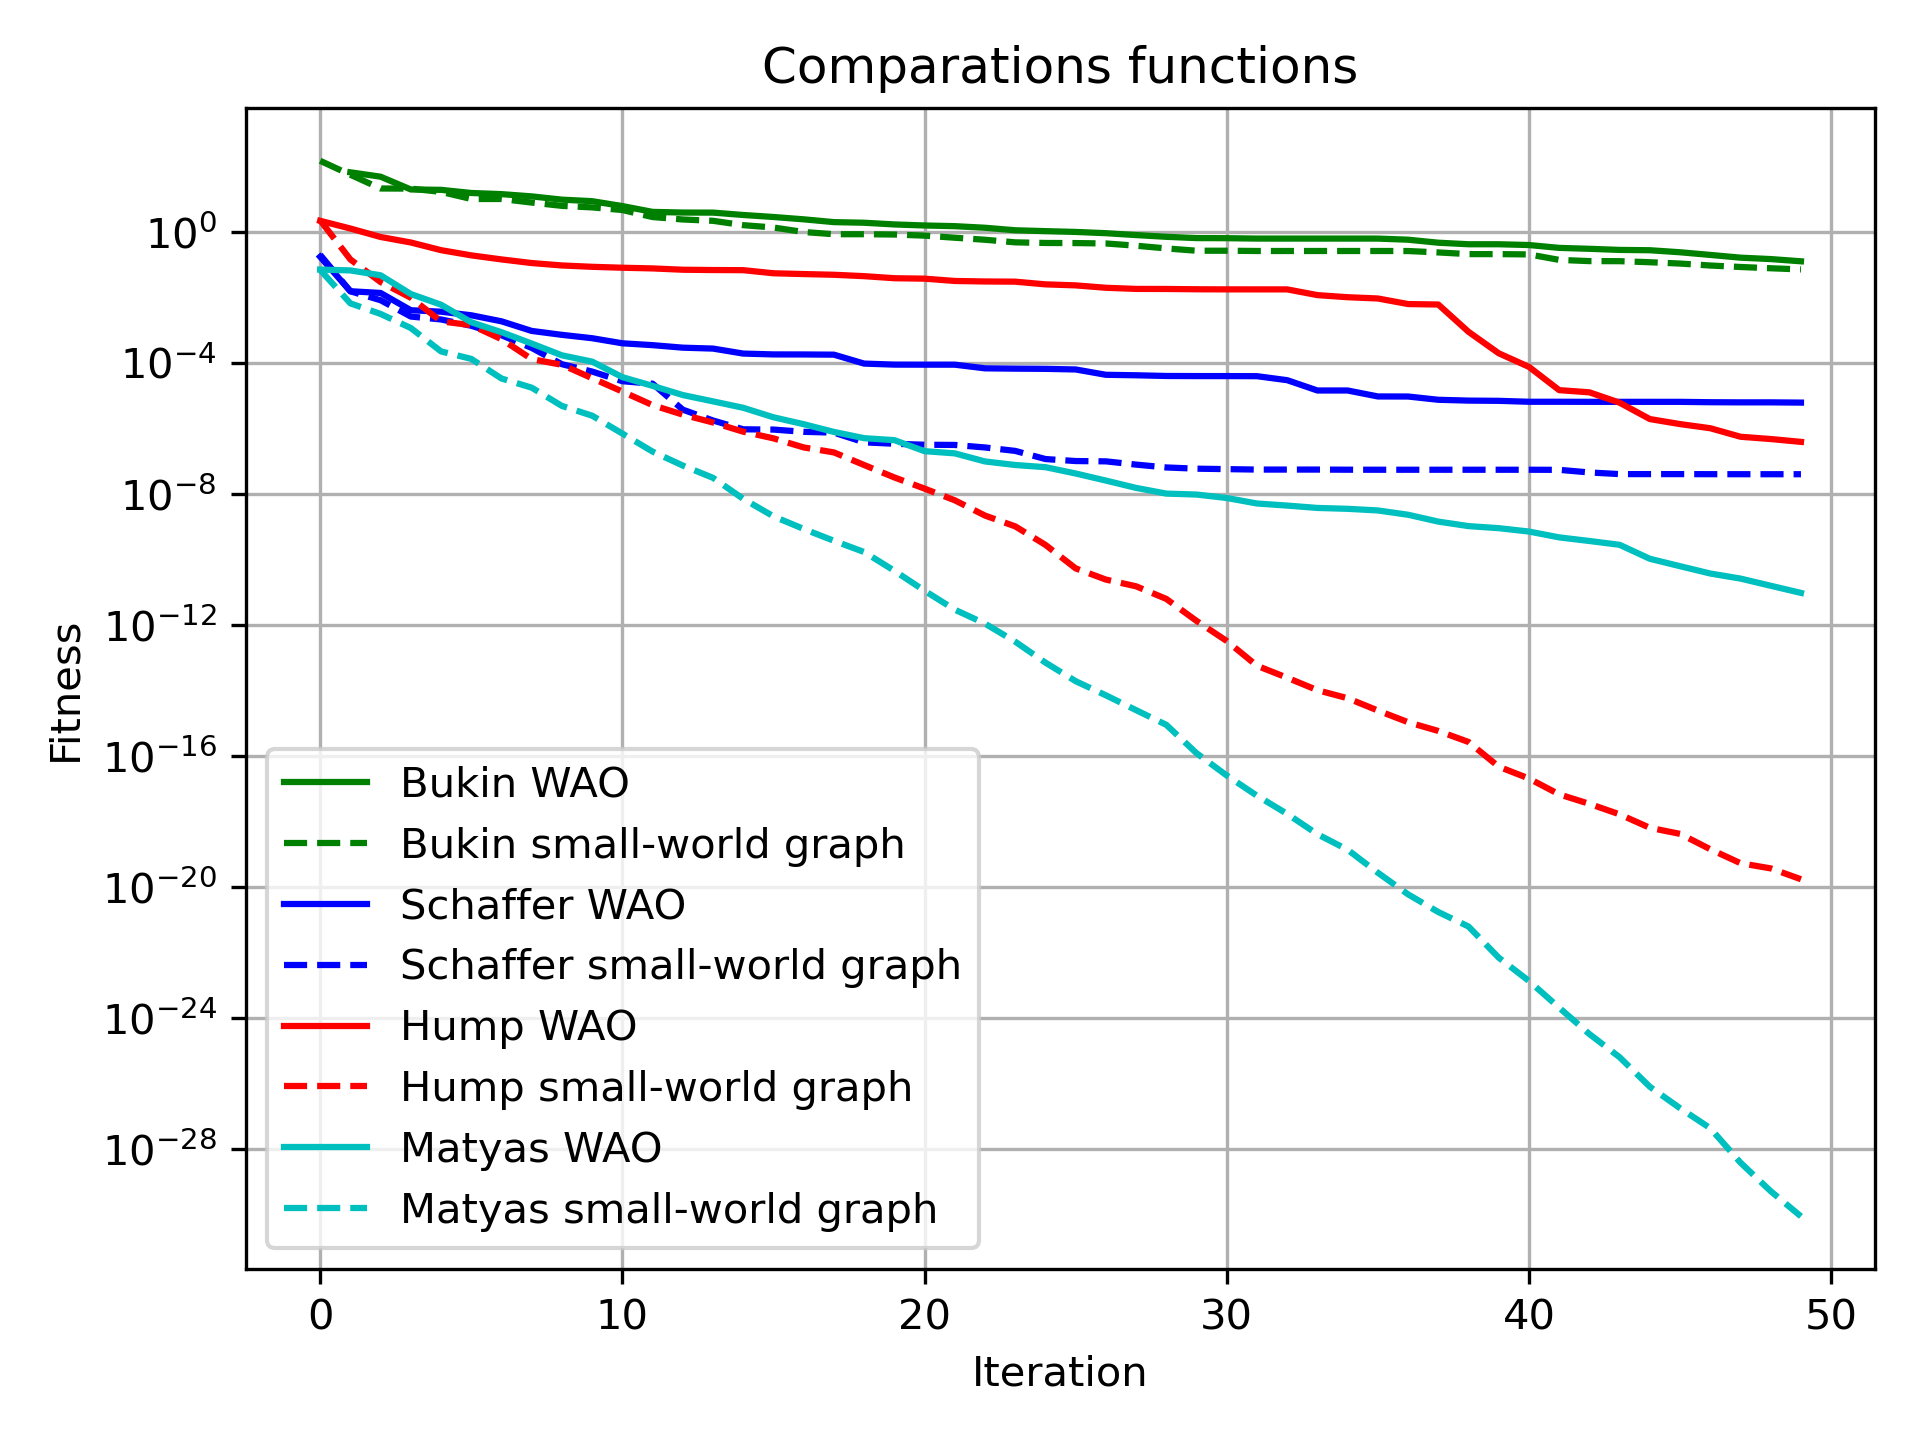 Comparations functions
10⁰
10⁻⁴
10⁻⁸
10⁻¹²
10⁻¹⁶
10⁻²⁰
10⁻²⁴
10⁻²⁸
Fitness
Bukin WAO
Bukin small-world graph
Schaffer WAO
Schaffer small-world graph
Hump WAO
Hump small-world graph
Matyas WAO
Matyas small-world graph
0 10 20 30 40 50
Iteration